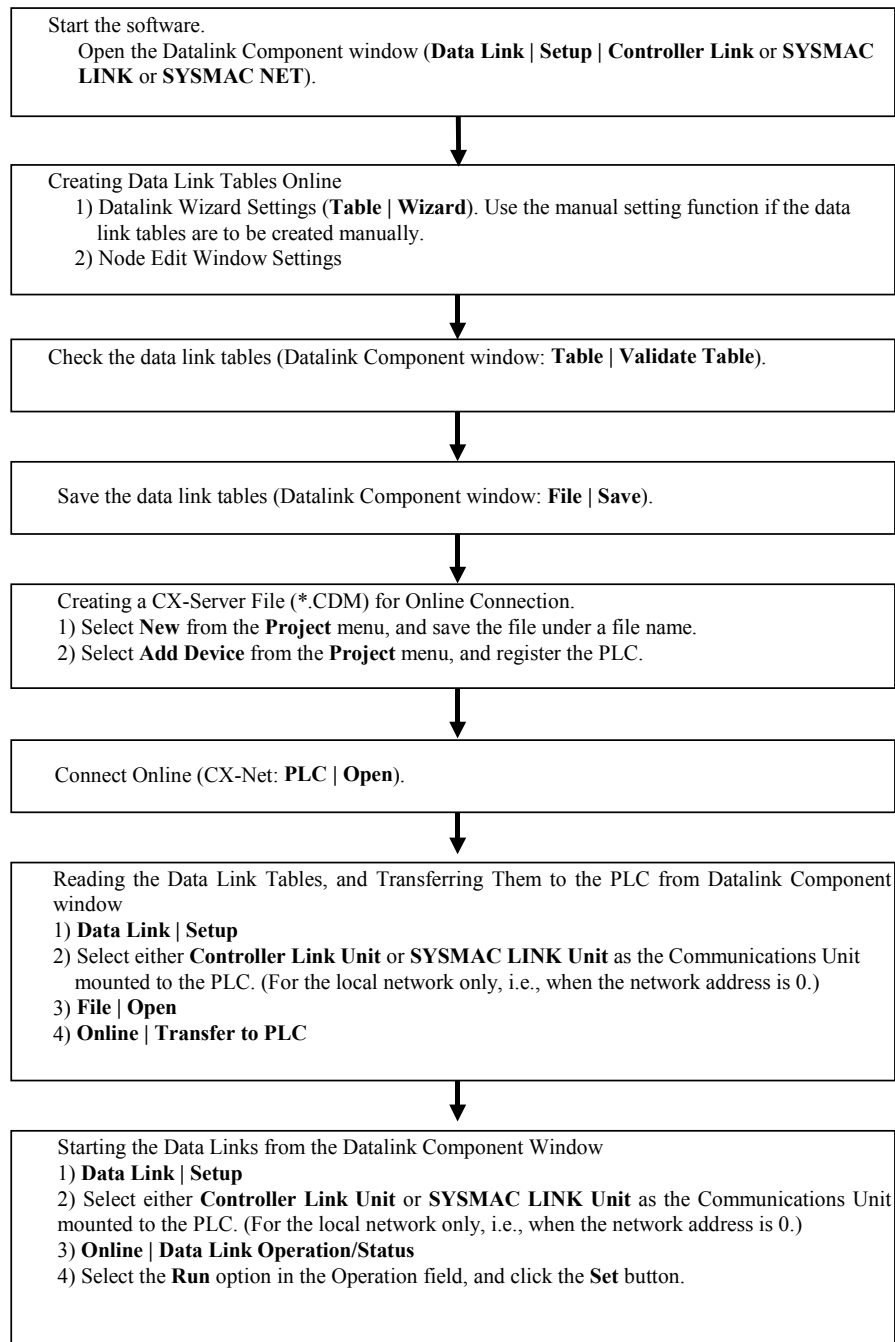 Start the software.
Open the Datalink Component window (Data Link | Setup | Controller Link or SYSMAC
LINK or SYSMAC NET).
Creating Data Link Tables Online
1) Datalink Wizard Settings (Table | Wizard). Use the manual setting function if the data
link tables are to be created manually.
2) Node Edit Window Settings
Check the data link tables (Datalink Component window: Table | Validate Table).
Save the data link tables (Datalink Component window: File | Save).
Creating a CX-Server File (*.CDM) for Online Connection.
1) Select New from the Project menu, and save the file under a file name.
2) Select Add Device from the Project menu, and register the PLC.
Connect Online (CX-Net: PLC | Open).
Reading the Data Link Tables, and Transferring Them to the PLC from Datalink Component
window
1) Data Link | Setup
2) Select either Controller Link Unit or SYSMAC LINK Unit as the Communications Unit
mounted to the PLC. (For the local network only, i.e., when the network address is 0.)
3) File | Open
4) Online | Transfer to PLC
Starting the Data Links from the Datalink Component Window
1) Data Link | Setup
2) Select either Controller Link Unit or SYSMAC LINK Unit as the Communications Unit
mounted to the PLC. (For the local network only, i.e., when the network address is 0.)
3) Online | Data Link Operation/Status
4) Select the Run option in the Operation field, and click the Set button.